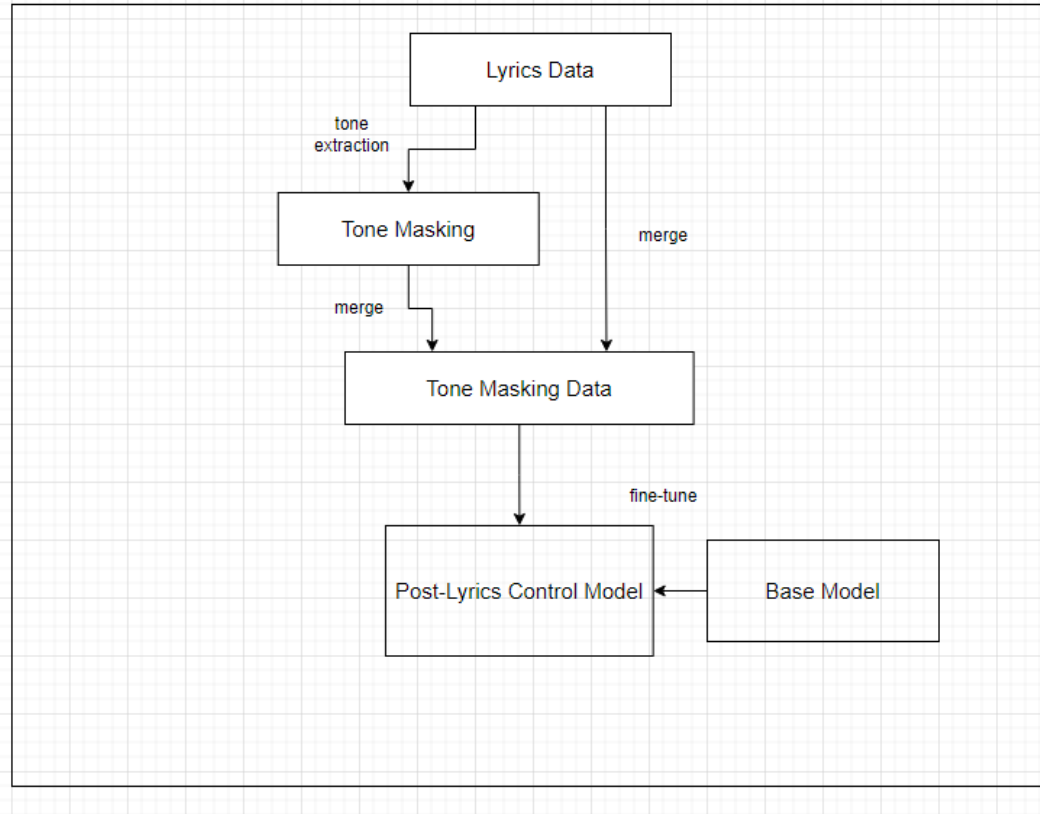 Lyrics Data
tone
extraction
Tone Masking
merge
merge
Tone Masking Data
fine-tune
Post-Lyrics Control Model
Base Model